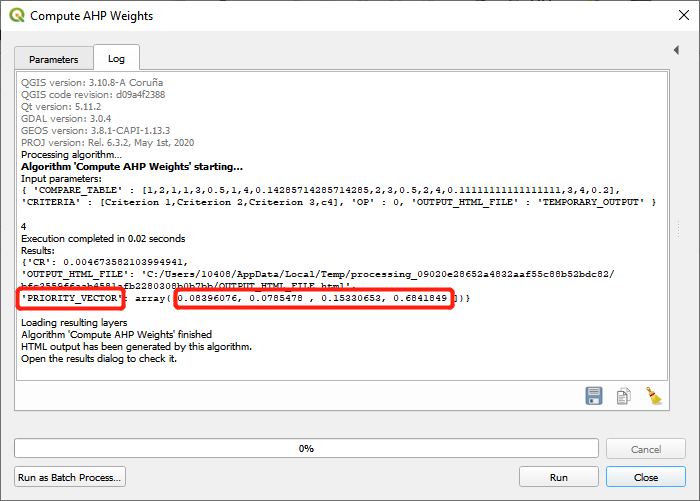 Compute AHP Weights
Parameters
Log
QGIS version: 3.10.8-A Coruña
QGIS code revision: d09a4f2388
Qt version: 5.11.2
GDAL version: 3.0.4
GEOS version: 3.8.1-CAPI-1.13.3
PROJ version: Rel. 6.3.2, May 1st, 2020
Processing algorithm...
Algorithm 'Compute AHP Weights' starting...
Input parameters:
{ 'COMPARE_TABLE' : [1,2,1,1,3,0.5,1,4,0.14285714285714285,2,3,0.5,2,4,0.1111111111111111,3,4,0.2],
'CRITERIA' : [Criterion 1,Criterion 2,Criterion 3,c4], 'OP' : 0, 'OUTPUT_HTML_FILE' : 'TEMPORARY_OUTPUT' }
4
Execution completed in 0.02 seconds
Results:
{'CR': 0.004673582103994941,
'OUTPUT_HTML_FILE': 'C:/Users/10408/AppData/Local/Temp/processing_09020e28652a4832aaf55c88b52bdc82/
/OUTPUT_HTML_FILE.html',
'PRIORITY_VECTOR': array([0.08396076, 0.0785478 , 0.15330653, 0.6841849 ])}
Loading resulting layers
Algorithm 'Compute AHP Weights' finished
HTML output has been generated by this algorithm.
Open the results dialog to check it.
0%
Cancel
Run as Batch Process...
Run
Close